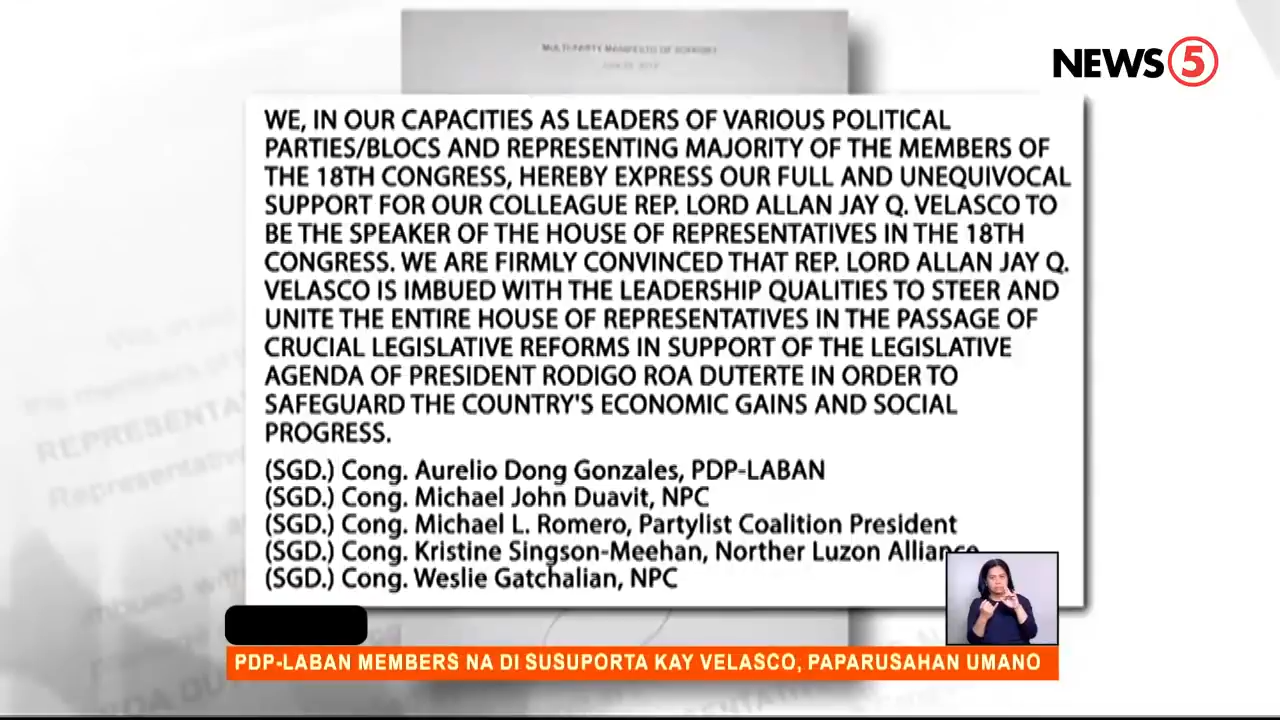 MULTI-PARTY MANIFESTO OF SUPPORT
NEWS 5
WE, IN OUR CAPACITIES AS LEADERS OF VARIOUS POLITICAL
PARTIES/BLOCS AND REPRESENTING MAJORITY OF THE MEMBERS OF
THE 18TH CONGRESS, HEREBY EXPRESS OUR FULL AND UNEQUIVOCAL
SUPPORT FOR OUR COLLEAGUE REP. LORD ALLAN JAY Q. VELASCO TO
BE THE SPEAKER OF THE HOUSE OF REPRESENTATIVES IN THE 18TH
CONGRESS. WE ARE FIRMLY CONVINCED THAT REP. LORD ALLAN JAY Q.
VELASCO IS IMBUED WITH THE LEADERSHIP QUALITIES TO STEER AND
UNITE THE ENTIRE HOUSE OF REPRESENTATIVES IN THE PASSAGE OF
CRUCIAL LEGISLATIVE REFORMS IN SUPPORT OF THE LEGISLATIVE
AGENDA OF PRESIDENT RODIGO ROA DUTERTE IN ORDER TO
SAFEGUARD THE COUNTRY'S ECONOMIC GAINS AND SOCIAL
PROGRESS.
(SGD.) Cong. Aurelio Dong Gonzales, PDP-LABAN
(SGD.) Cong. Michael John Duavit, NPC
(SGD.) Cong. Michael L. Romero, Partylist Coalition President
(SGD.) Cong. Kristine Singson-Meehan, Norther Luzon Alliance
(SGD.) Cong. Weslie Gatchalian, NPC
PDP-LABAN MEMBERS NA DI SUSUPORTA KAY VELASCO, PAPARUSAHAN UMANO